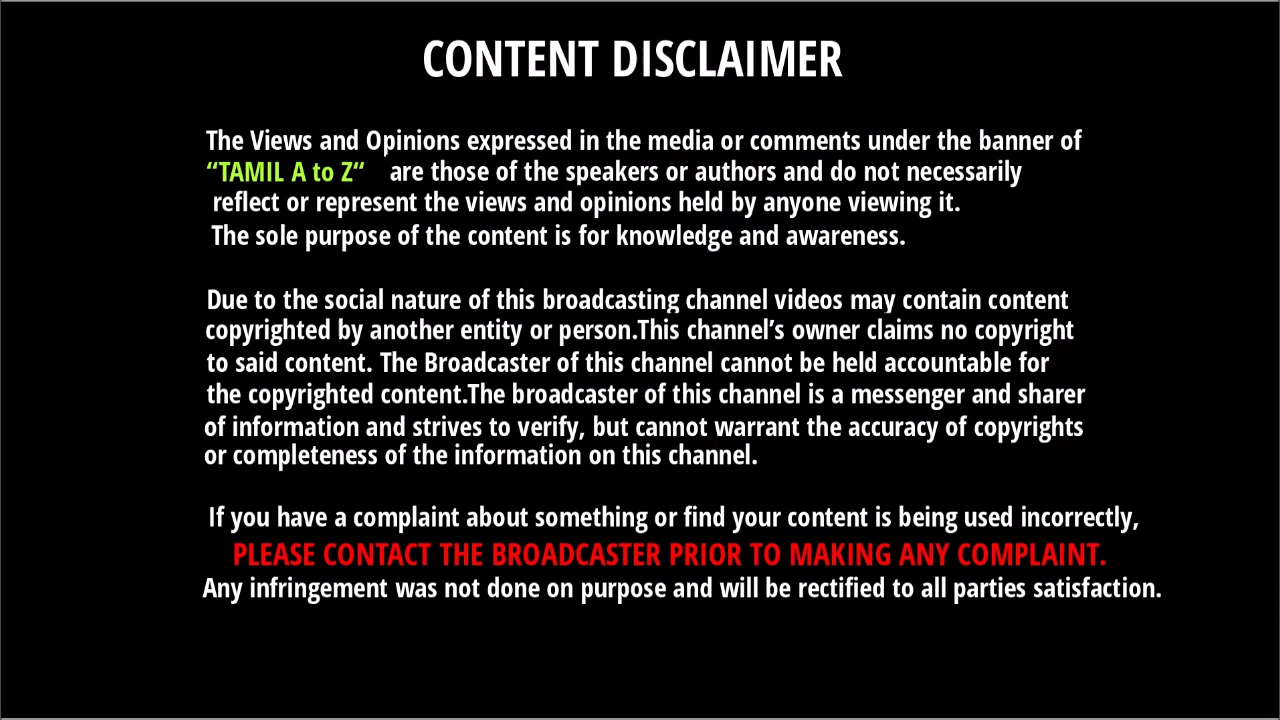 CONTENT DISCLAIMER
The Views and Opinions expressed in the media or comments under the banner of
“TAMIL A to Z“ are those of the speakers or authors and do not necessarily
reflect or represent the views and opinions held by anyone viewing it.
The sole purpose of the content is for knowledge and awareness.
Due to the social nature of this broadcasting channel videos may contain content
copyrighted by another entity or person.This channel’s owner claims no copyright
to said content. The Broadcaster of this channel cannot be held accountable for
the copyrighted content.The broadcaster of this channel is a messenger and sharer
of information and strives to verify, but cannot warrant the accuracy of copyrights
or completeness of the information on this channel.
If you have a complaint about something or find your content is being used incorrectly,
PLEASE CONTACT THE BROADCASTER PRIOR TO MAKING ANY COMPLAINT.
Any infringement was not done on purpose and will be rectified to all parties satisfaction.